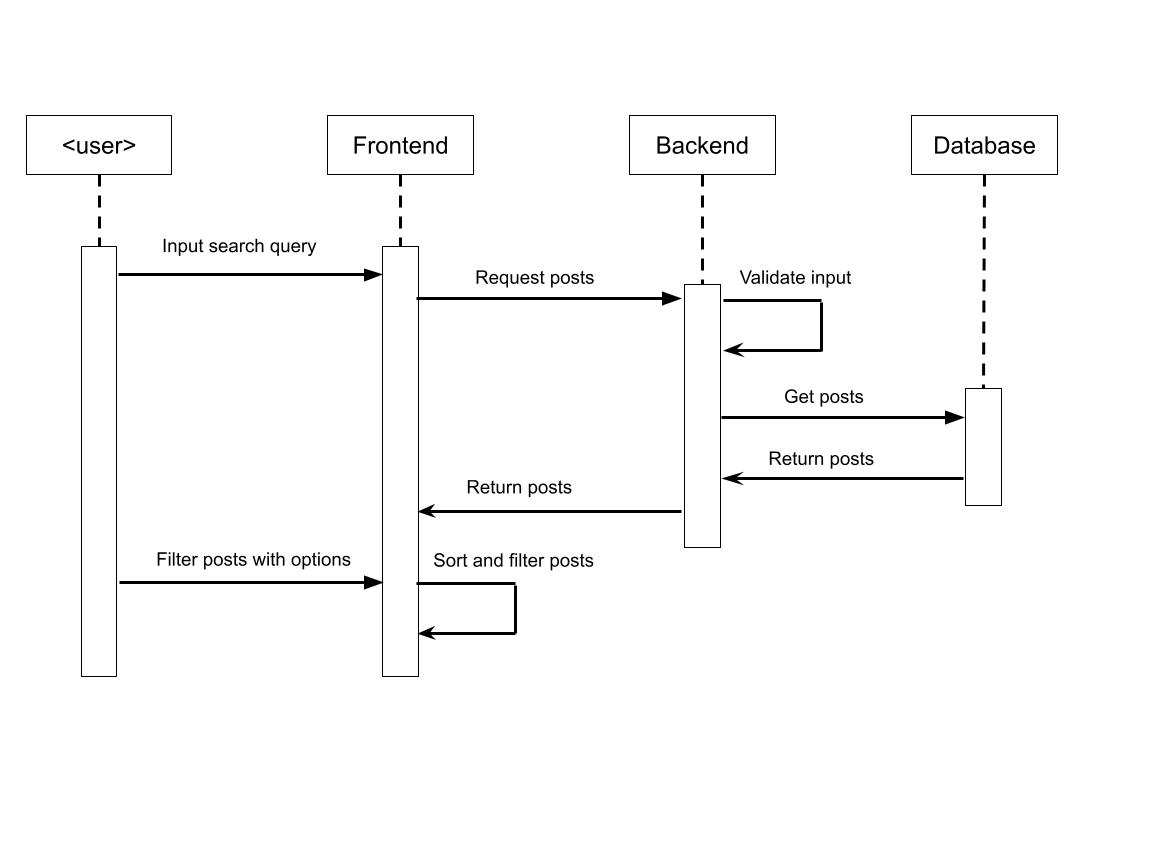 <user>
Frontend
Backend
Database
Input search query
Request posts
Validate input
Get posts
Return posts
Return posts
Filter posts with options
Sort and filter posts